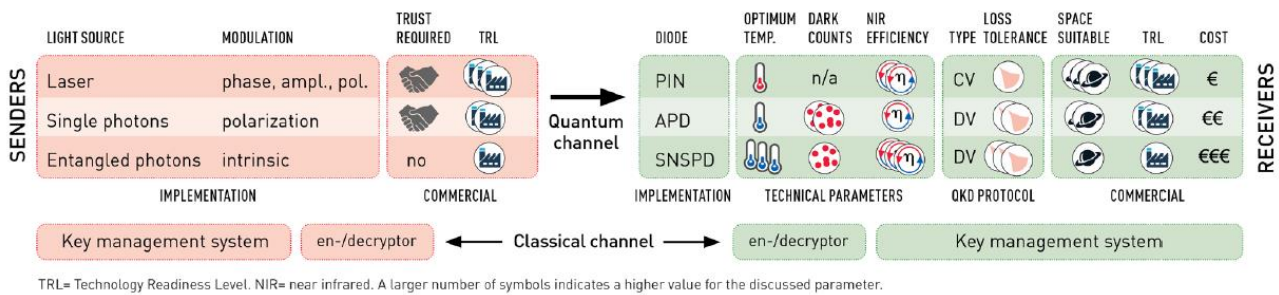 TRUST OPTIMUM DARK NIR LOSS SPACE
LIGHT SOURCE MODULATION REQUIRED TRL DIODE TEMP. COUNTS EFFICIENCY TYPE TOLERANCE SUITABLE TRL COST
SENDERS
Laser phase, ampl., pol. PIN n/a CV €
Single photons polarization Quantum APD DV €€
Entangled photons intrinsic no channel SNSPD DV €€€
η
η
η
RECEIVERS
IMPLEMENTATION COMMERCIAL IMPLEMENTATION TECHNICAL PARAMETERS QKD PROTOCOL COMMERCIAL
Key management system en-/decryptor Classical channel en-/decryptor Key management system
TRL= Technology Readiness Level. NIR= near infrared. A larger number of symbols indicates a higher value for the discussed parameter.